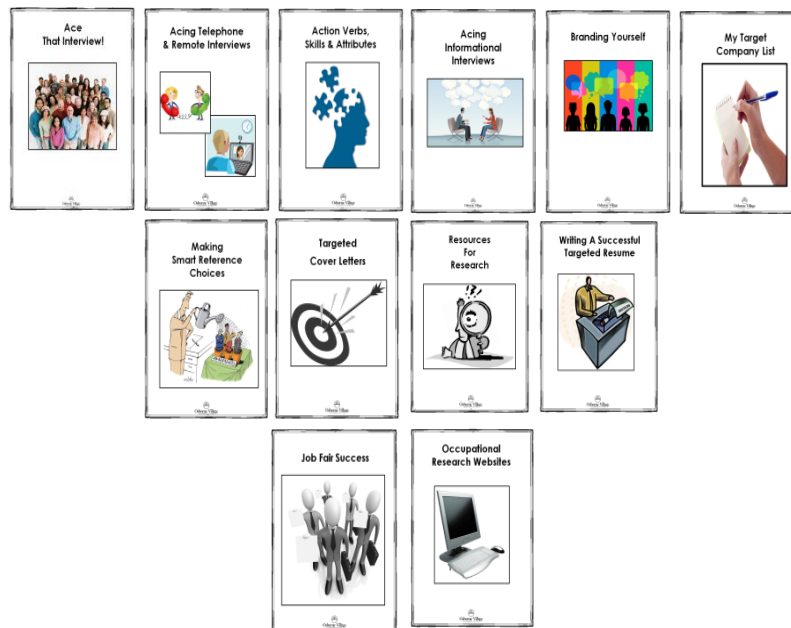 Ace
That Interview!
Acing Telephone
& Remote Interviews
Action Verbs,
Skills & Attributes
Acing
Informational
Interviews
Branding Yourself
My Target
Company List
Making
Smart Reference
Choices
Targeted
Cover Letters
Resources
For
Research
Writing A Successful
Targeted Resume
Job Fair Success
Occupational
Research Websites